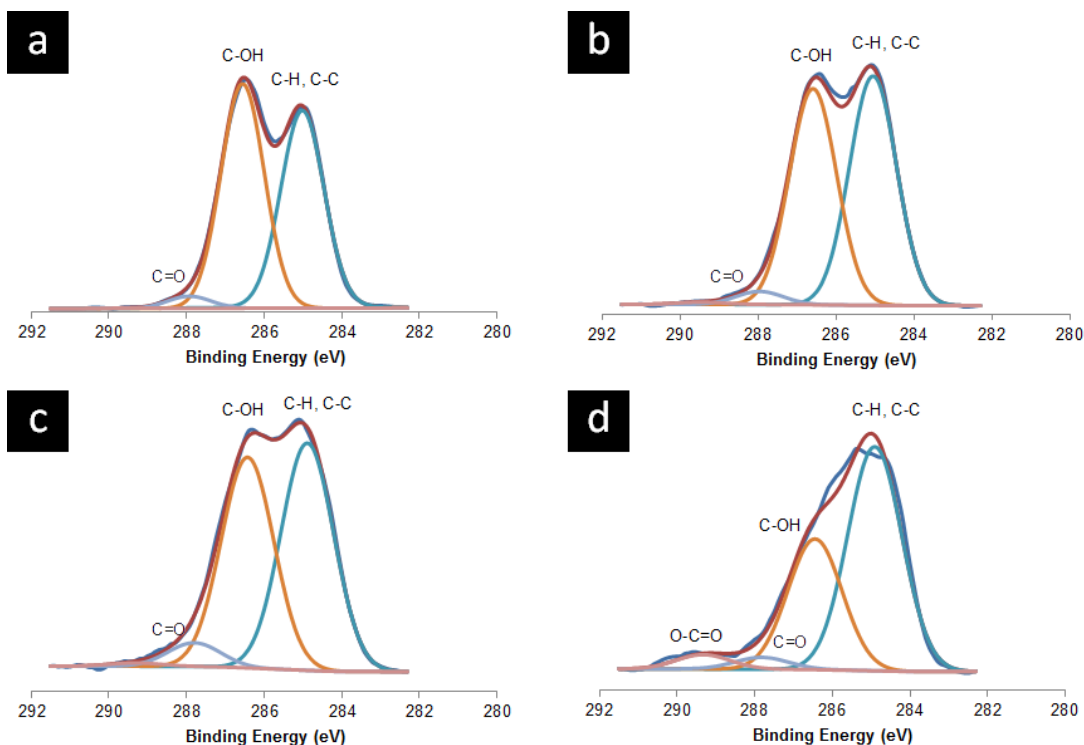 a
C-OH
C-H, C-C
C=O
292 290 288 286 284 282 280
Binding Energy (eV)
b
C-OH
C-H, C-C
C=O
292 290 288 286 284 282 280
Binding Energy (eV)
c
C-OH
C-H, C-C
C=O
292 290 288 286 284 282 280
Binding Energy (eV)
d
C-H, C-C
C-OH
O-C=O
C=O
292 290 288 286 284 282 280
Binding Energy (eV)